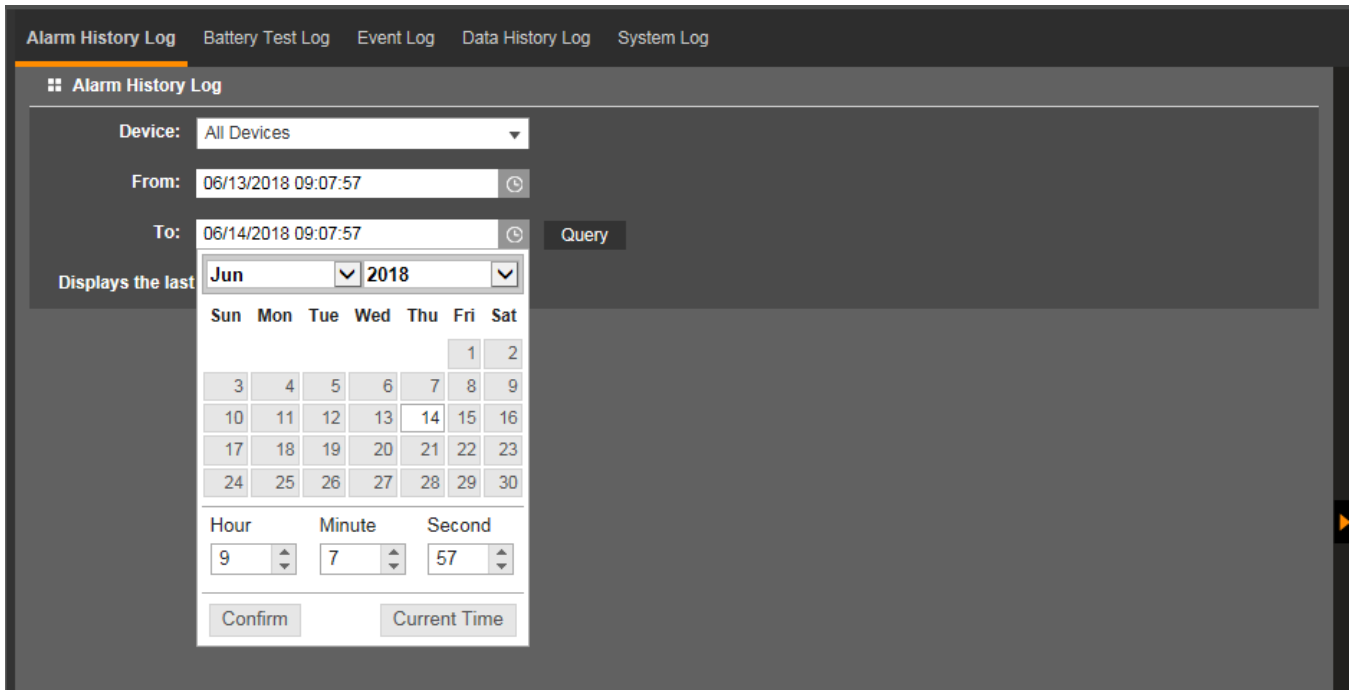 Alarm History Log Battery Test Log Event Log Data History Log System Log
Alarm History Log
Device: All Devices
From: 06/13/2018 09:07:57
To: 06/14/2018 09:07:57 Query
Displays the last
Jun 2018
Sun Mon Tue Wed Thu Fri Sat
1 2
3 4 5 6 7 8 9
10 11 12 13 14 15 16
17 18 19 20 21 22 23
24 25 26 27 28 29 30
Hour Minute Second
9 7 57
Confirm Current Time